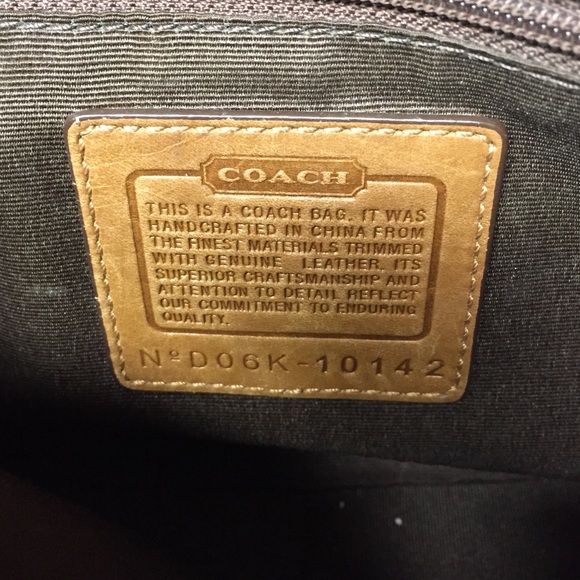 COACH
THIS IS A COACH BAG. IT WAS
HANDCRAFTED IN CHINA FROM
THE FINEST MATERIALS TRIMMED
WITH GENUINE LEATHER. ITS
SUPERIOR CRAFTSMANSHIP AND
ATTENTION TO DETAIL REFLECT
OUR COMMITMENT TO ENDURING
QUALITY.
Nº D06K-10142